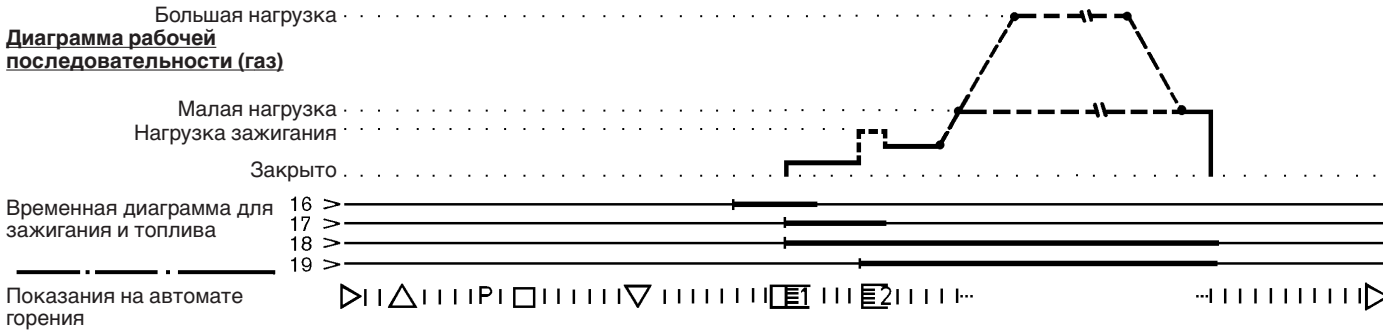 Большая нагрузка
Диаграмма рабочей
последовательности (газ)
Малая нагрузка
Нагрузка зажигания
Закрыто
Временная диаграмма для
зажигания и топлива
16 >
17 >
18 >
19 >
Показания на автомате
горения
P 1 2